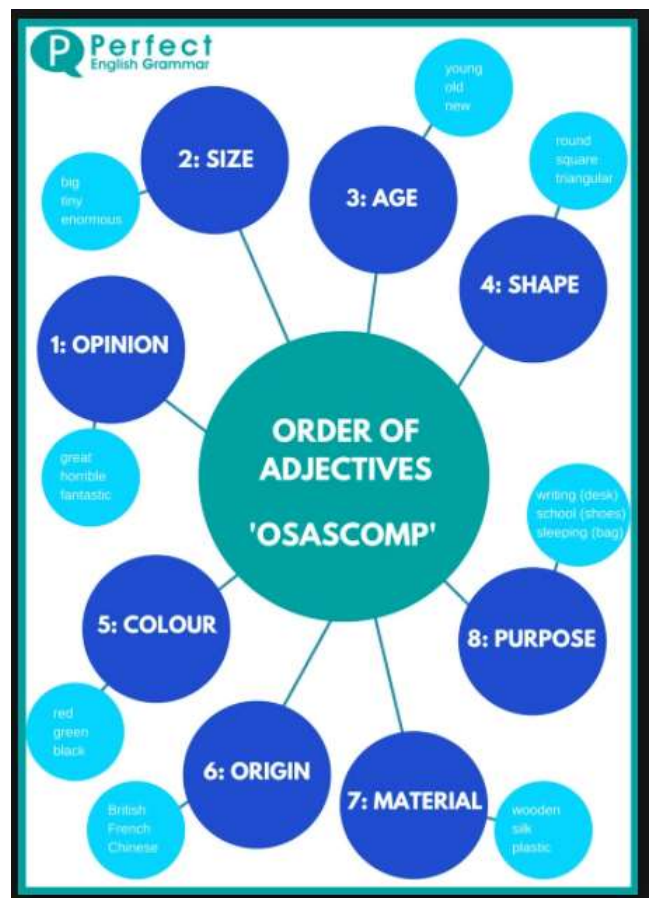 Perfect
English Grammar
young
old
new
2: SIZE
3: AGE
round
square
triangular
big
tiny
enormous
4: SHAPE
1: OPINION
ORDER OF
ADJECTIVES
'OSASCOMP'
great
horrible
fantastic
writing (desk)
school (shoes)
sleeping (bag)
5: COLOUR
8: PURPOSE
red
green
black
6: ORIGIN
7: MATERIAL
British
French
Chinese
wooden
silk
plastic